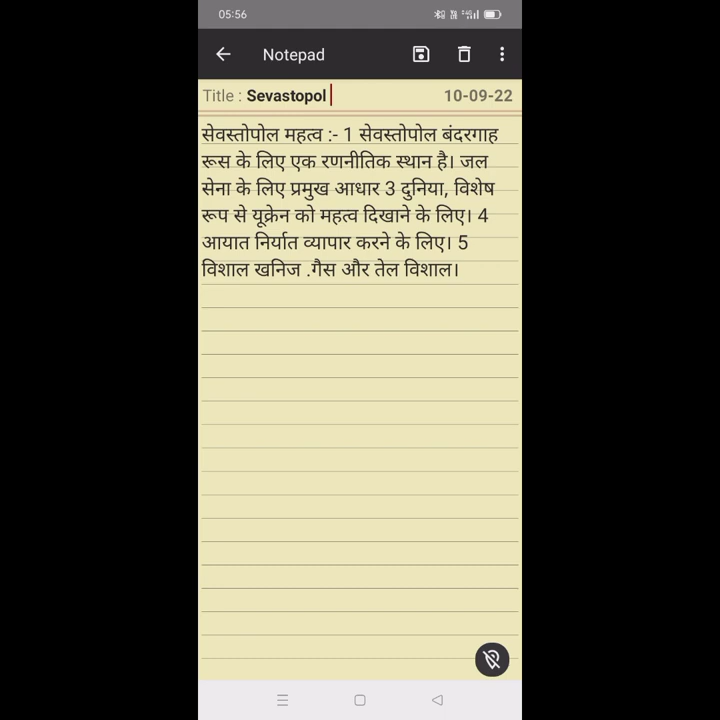 05:56
Notepad
Title : Sevastopol
10-09-22
सेवस्तोपोल महत्व :- 1 सेवस्तोपोल बंदरगाह
रूस के लिए एक रणनीतिक स्थान है। जल
सेना के लिए प्रमुख आधार 3 दुनिया, विशेष
रूप से यूक्रेन को महत्व दिखाने के लिए। 4
आयात निर्यात व्यापार करने के लिए। 5
विशाल खनिज .गैस और तेल विशाल।